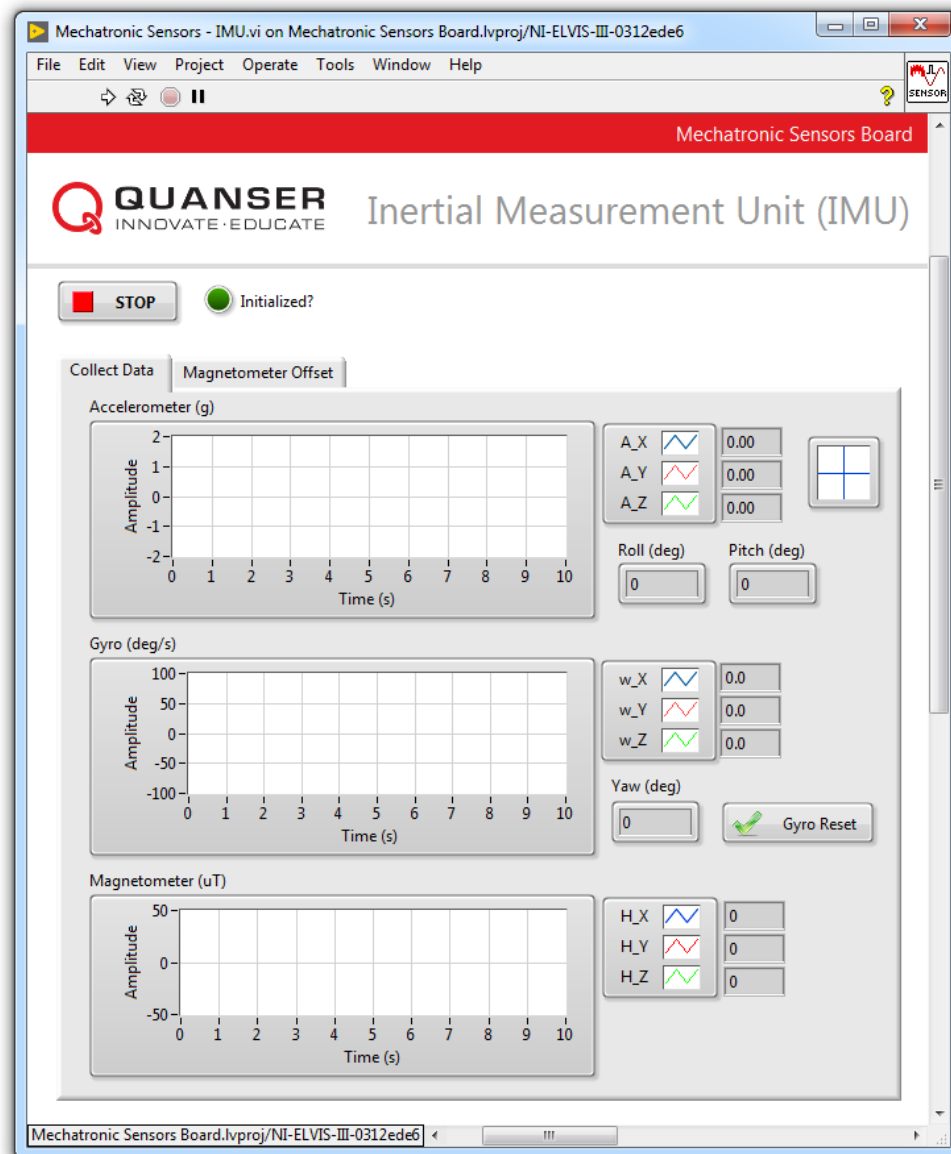 Mechatronic Sensors - IMU.vi on Mechatronic Sensors Board.lvproj/NI-ELVIS-III-0312ede6
File Edit View Project Operate Tools Window Help
SENSOR
Mechatronic Sensors Board
QUANSER
INNOVATE·EDUCATE
Inertial Measurement Unit (IMU)
STOP
Initialized?
Collect Data
Magnetometer Offset
Accelerometer (g)
Amplitude
2
1
0
-1
-2
0 1 2 3 4 5 6 7 8 9 10
Time (s)
A_X 0.00
A_Y 0.00
A_Z 0.00
Roll (deg) Pitch (deg)
0 0
Gyro (deg/s)
Amplitude
100
50
0
-50
-100
0 1 2 3 4 5 6 7 8 9 10
Time (s)
w_X 0.0
w_Y 0.0
w_Z 0.0
Yaw (deg)
0 Gyro Reset
Magnetometer (uT)
Amplitude
50
0
-50
0 1 2 3 4 5 6 7 8 9 10
Time (s)
H_X 0
H_Y 0
H_Z 0
Mechatronic Sensors Board.lvproj/NI-ELVIS-III-0312ede6